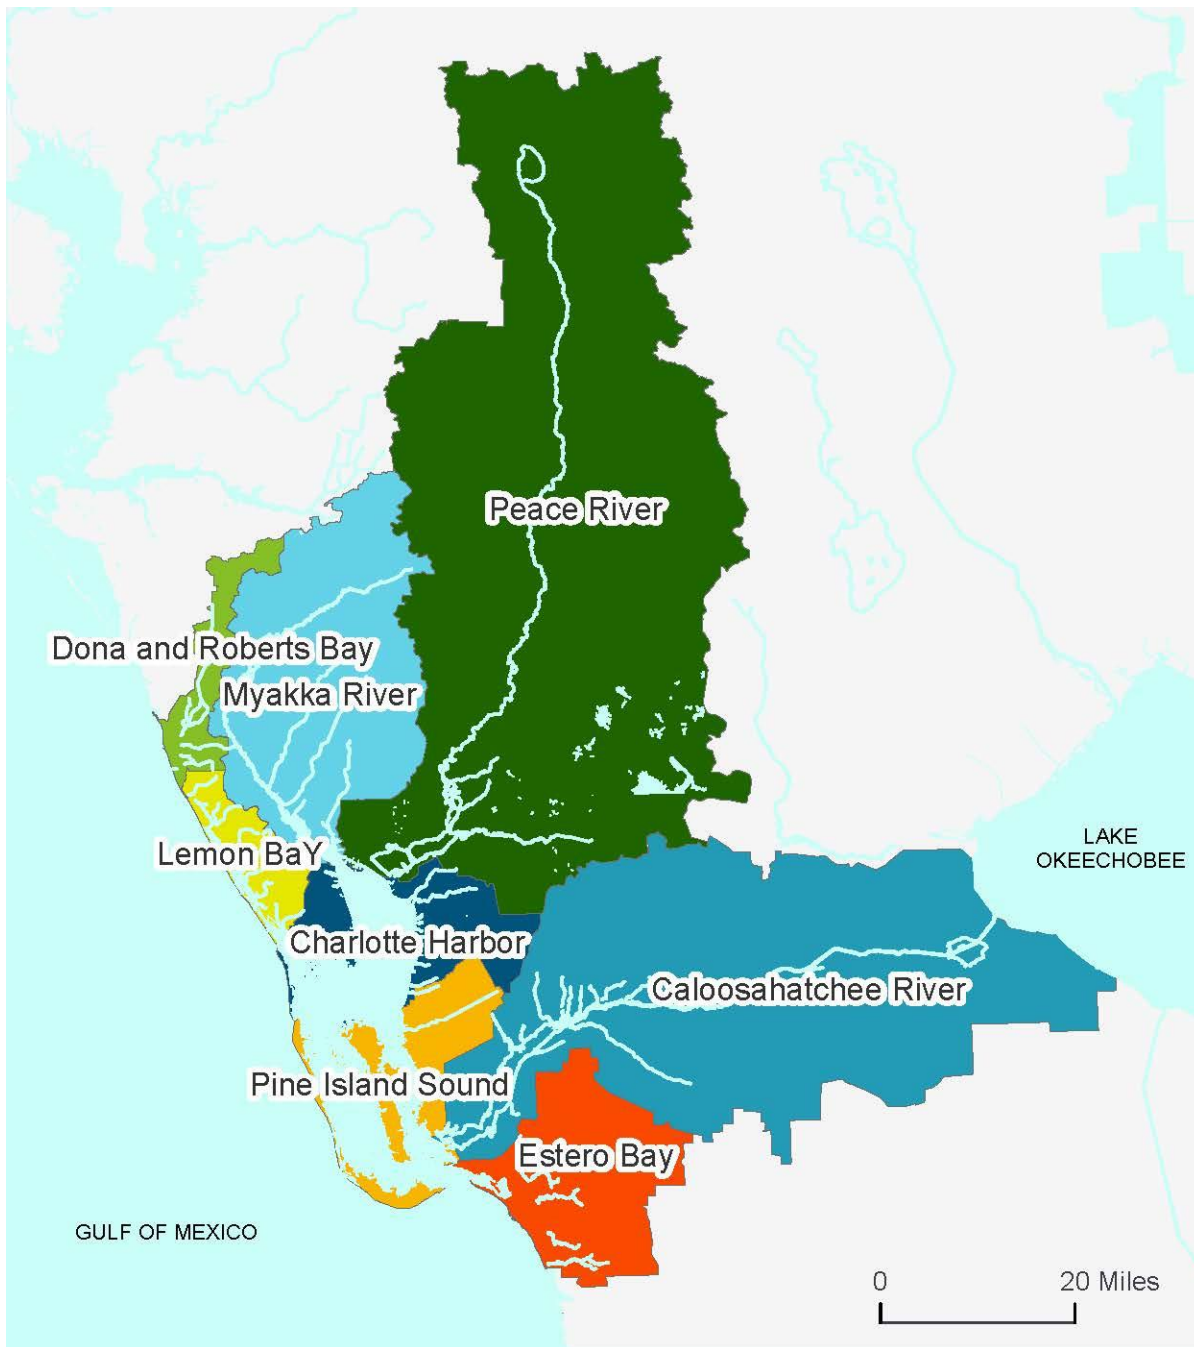 Peace River
Dona and Roberts Bay
Myakka River
Lemon BaY
LAKE
OKEECHOBEE
Charlotte Harbor
Caloosahatchee River
Pine Island Sound
Estero Bay
GULF OF MEXICO
0 20 Miles